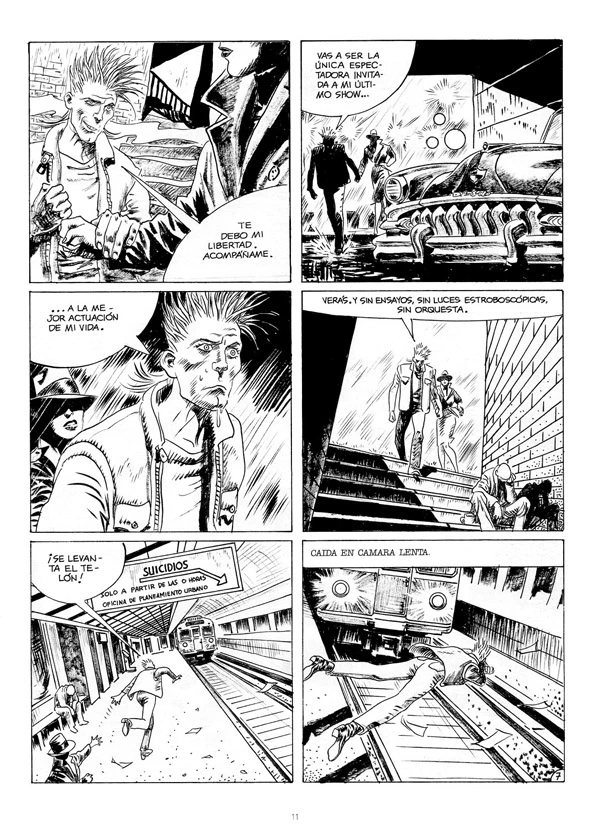 TE
DEBO MI
LIBERTAD.
ACOMPÁÑAME.
VAS A SER LA
ÚNICA ESPEC-
TADORA INVITA-
DA A MI ÚL-
TIMO SHOW...
...A LA ME-
JOR ACTUACIÓN
DE MI VIDA.
VERÁS. Y SIN ENSAYOS, SIN LUCES ESTROBOSCÓPICAS,
SIN ORQUESTA.
¡SE LEVAN-
TA EL TE-
LÓN!
SUICIDIOS
SOLO A PARTIR DE LAS 0 HORAS
OFICINA DE PLANEAMIENTO URBANO
CAIDA EN CAMARA LENTA.
7
11